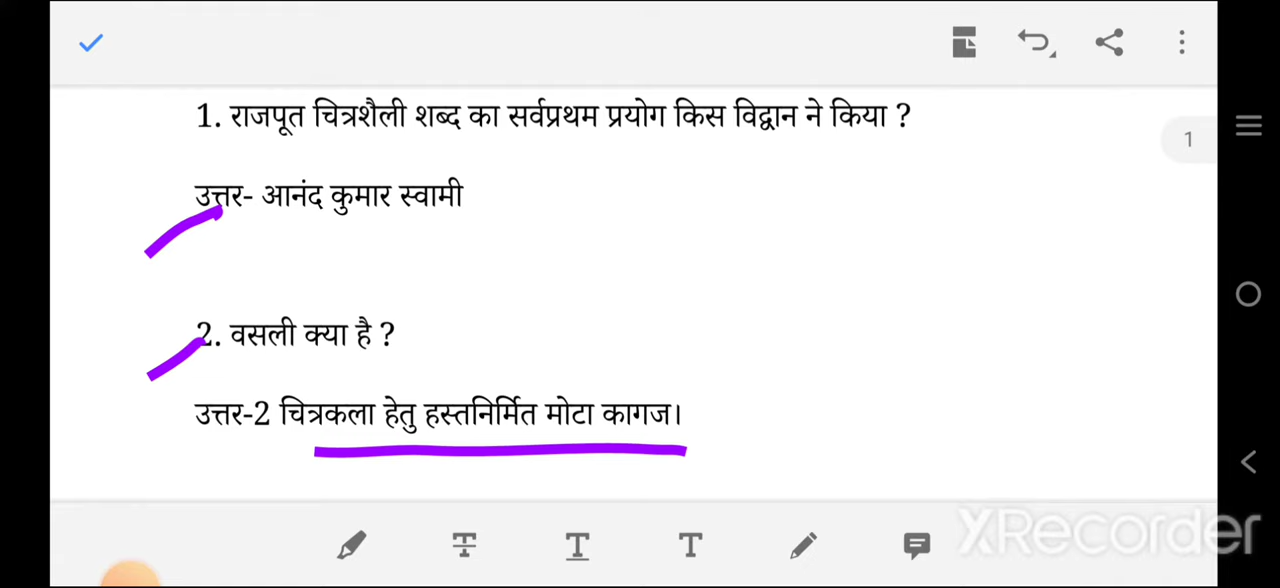 1. राजपूत चित्रशैली शब्द का सर्वप्रथम प्रयोग किस विद्वान ने किया ?
1
उत्तर- आनंद कुमार स्वामी
2. वसली क्या है ?
उत्तर-2 चित्रकला हेतु हस्तनिर्मित मोटा कागज।
XRecorder